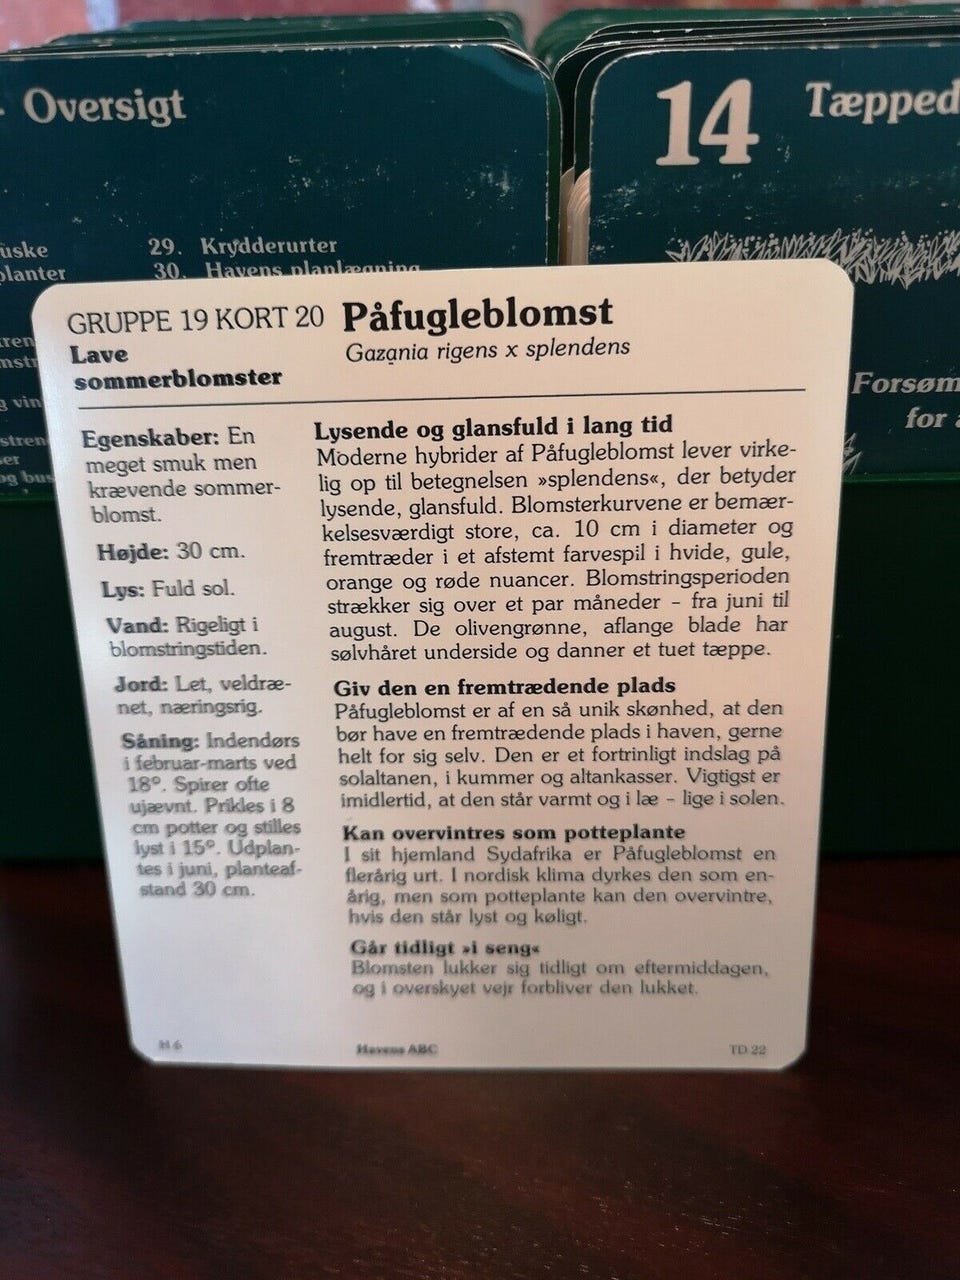 Oversigt
14
Tæpped
üske
29. Krydderurter
planter
30. Havens planlægning
GRUPPE 19 KORT 20
Påfugleblomst
Lave
sommerblomster
Gazania rigens x splendens
Forsøm
for
Egenskaber: En
meget smuk men
krævende sommer-
blomst.
Højde: 30 cm.
Lys: Fuld sol.
Vand: Rigeligt i
blomstringstiden.
Jord: Let, veldræ-
net, næringsrig.
Såning: Indendørs
i februar-marts ved
18°. Spirer ofte
ujævnt. Prikles i 8
cm potter og stilles
lyst i 15°. Udplan-
tes i juni, planteaf-
stand 30 cm.
Lysende og glansfuld i lang tid
Moderne hybrider af Påfugleblomst lever virke-
lig op til betegnelsen »splendens«, der betyder
lysende, glansfuld. Blomsterkurvene er bemær-
kelsesværdigt store, ca. 10 cm i diameter og
fremtræder i et afstemt farvespil i hvide, gule,
orange og røde nuancer. Blomstringsperioden
strækker sig over et par måneder – fra juni til
august. De olivengrønne, aflange blade har
sølvhåret underside og danner et tuet tæppe.
Giv den en fremtrædende plads
Påfugleblomst er af en så unik skønhed, at den
bør have en fremtrædende plads i haven, gerne
helt for sig selv. Den er et fortrinligt indslag på
solaltanen, i kummer og altankasser. Vigtigst er
imidlertid, at den står varmt og i læ – lige i solen.
Kan overvintres som potteplante
I sit hjemland Sydafrika er Påfugleblomst en
flerårig urt. I nordisk klima dyrkes den som en-
årig, men som potteplante kan den overvintre,
hvis den står lyst og køligt.
Går tidligt »i seng«
Blomsten lukker sig tidligt om eftermiddagen,
og i overskyet vejr forbliver den lukket.
H 6
Havens ABC
TD 22